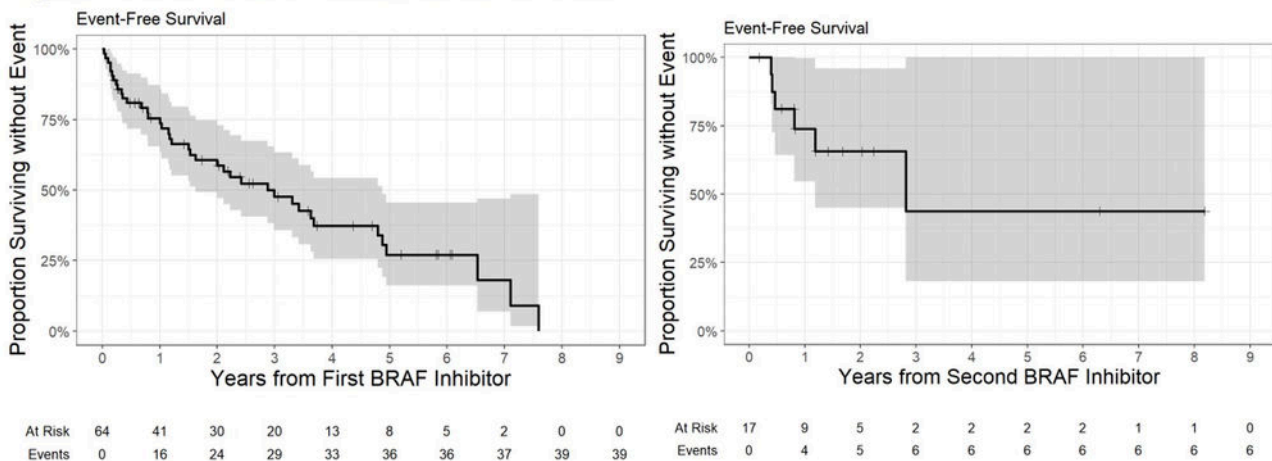 Event-Free Survival
100%
75%
50%
25%
0%
Proportion Surviving without Event
0 1 2 3 4 5 6 7 8 9
Years from First BRAF Inhibitor
At Risk 64 41 30 20 13 8 5 2 0 0
Events 0 16 24 29 33 36 36 37 39 39
Event-Free Survival
100%
75%
50%
25%
0%
Proportion Surviving without Event
0 1 2 3 4 5 6 7 8 9
Years from Second BRAF Inhibitor
At Risk 17 9 5 2 2 2 2 1 1 0
Events 0 4 5 6 6 6 6 6 6 6